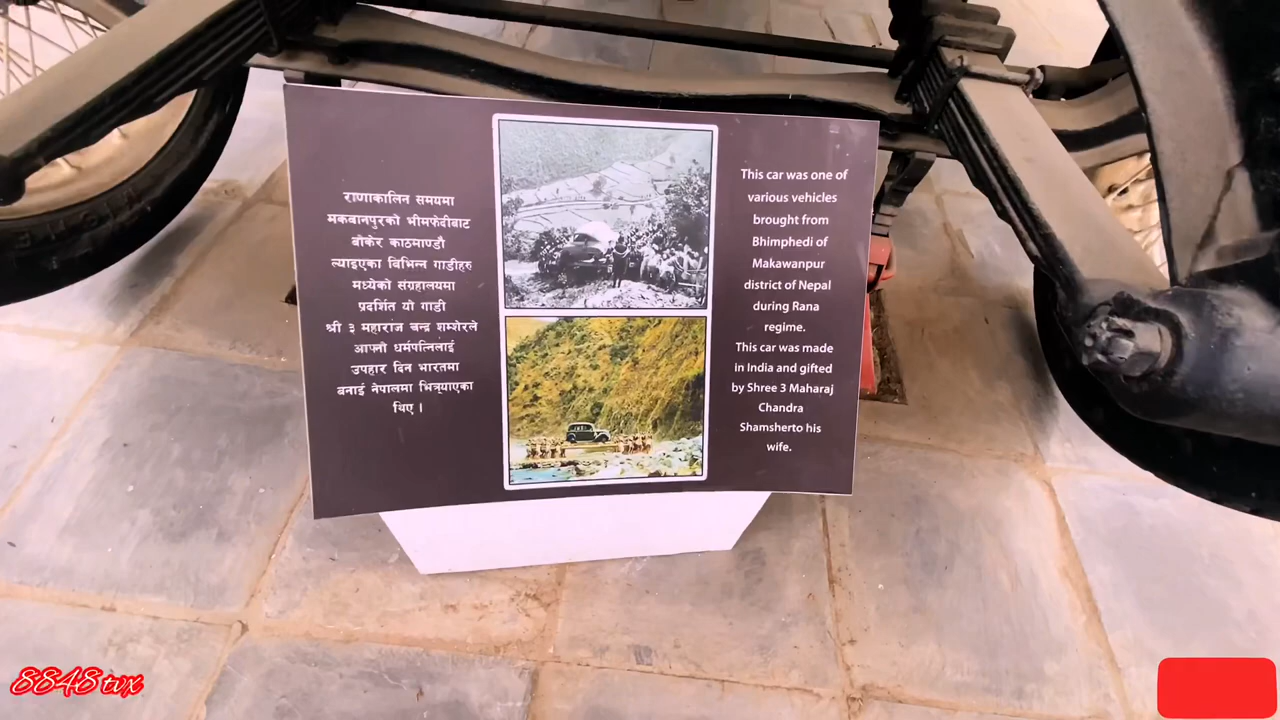 राणाकालिन समयमा
मकवानपुरको भीमफेदीबाट
बोकेर काठमाण्डौ
ल्याइएका विभिन्न गाडीहरु
मध्येको संग्रहालयमा
प्रदर्शित यो गाडी
श्री ३ महाराज चन्द्र शम्शेरले
आफ्नो धर्मपत्निलाई
उपहार दिन भारतमा
बनाई नेपालमा भित्र्याएका
थिए ।
This car was one of
various vehicles
brought from
Bhimphedi of
Makawanpur
district of Nepal
during Rana
regime.
This car was made
in India and gifted
by Shree 3 Maharaj
Chandra
Shamsherto his
wife.
8848 tvx